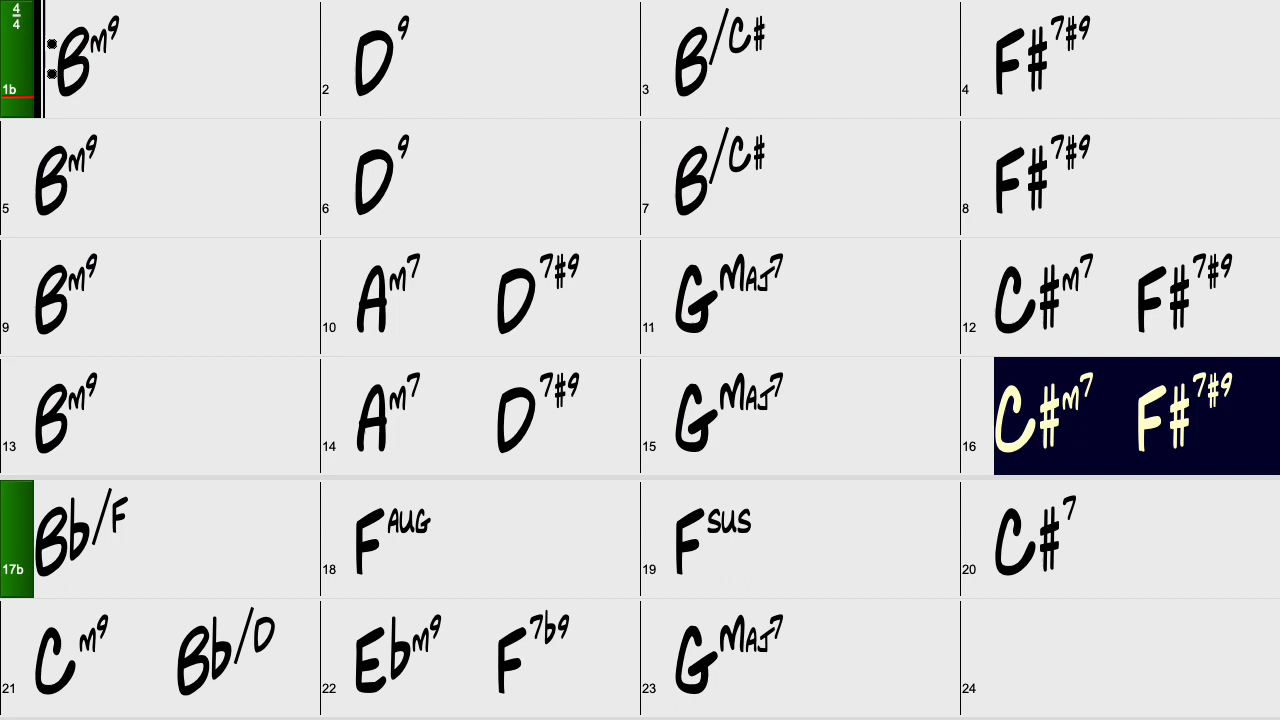 4/4 1b Bm9 2 D9 3 B/C# 4 F#7#9
5 Bm9 6 D9 7 B/C# 8 F#7#9
9 Bm9 10 Am7 D7#9 11 GMAJ7 12 C#m7 F#7#9
13 Bm9 14 Am7 D7#9 15 GMAJ7 16 C#m7 F#7#9
17b Bb/F 18 FAUG 19 FSUS 20 C#7
21 Cm9 Bb/D 22 Ebm9 F7b9 23 GMAJ7 24